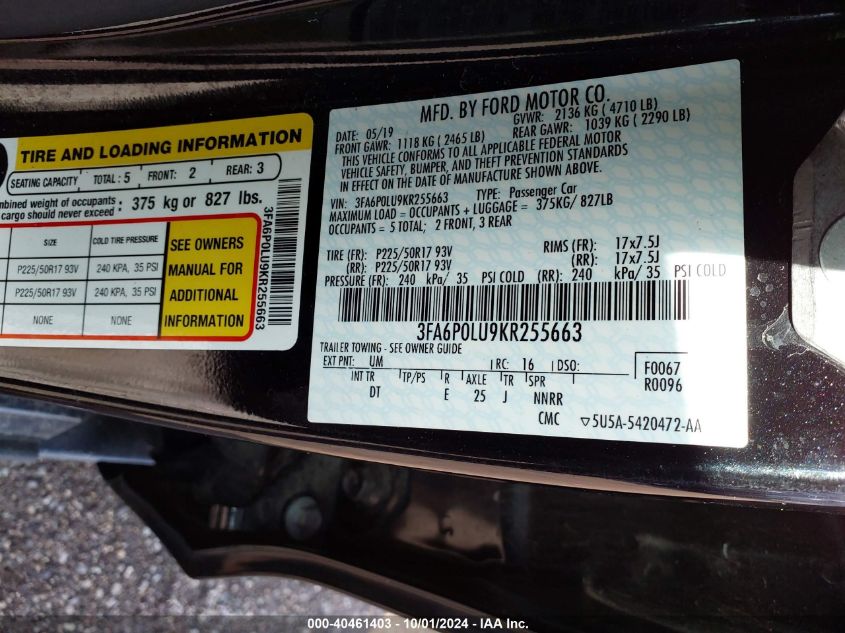 TIRE AND LOADING INFORMATION
SEATING CAPACITY TOTAL: 5 FRONT: 2 REAR: 3
weight of occupants
cargo should never exceed : 375 kg or 827 lbs.
SIZE COLD TIRE PRESSURE
P225/50R17 93V 240 KPA, 35 PSI
P225/50R17 93V 240 KPA, 35 PSI
NONE NONE
SEE OWNERS
MANUAL FOR
ADDITIONAL
INFORMATION
3FA6P0LU9KR255663
MFD. BY FORD MOTOR CO.
DATE 05/19 GVWR: 2136 KG ( 4710 LB)
FRONT GAWR: 1118 KG ( 2465 LB) REAR GAWR: 1039 KG ( 2290 LB)
THIS VEHICLE CONFORMS TO ALL APPLICABLE FEDERAL MOTOR
VEHICLE SAFETY, BUMPER, AND THEFT PREVENTION STANDARDS
IN EFFECT ON THE DATE OF MANUFACTURE SHOWN ABOVE.
VIN: 3FA6P0LU9KR255663 TYPE: Passenger Car
MAXIMUM LOAD = OCCUPANTS + LUGGAGE = 375KG/ 827LB
OCCUPANTS = 5 TOTAL; 2 FRONT, 3 REAR
TIRE (FR): P225/50R17 93V RIMS (FR): 17x7.5J
(RR): P225/50R17 93V (RR): 17x7.5J
PRESSURE (FR): 240 kPa/ 35 PSI COLD (RR): 240 kPa/ 35 PSI COLD
3FA6P0LU9KR255663
TRAILER TOWING - SEE OWNER GUIDE
EXT PNT: UM RC: 16 DSO:
F0067
R0096
INT TR TP/PS R AXLE TR SPR
DT E 25 J NNRR
CMC ▽5U5A-5420472-AA
000-40461403 - 10/01/2024 - WWW.IAAI.COM